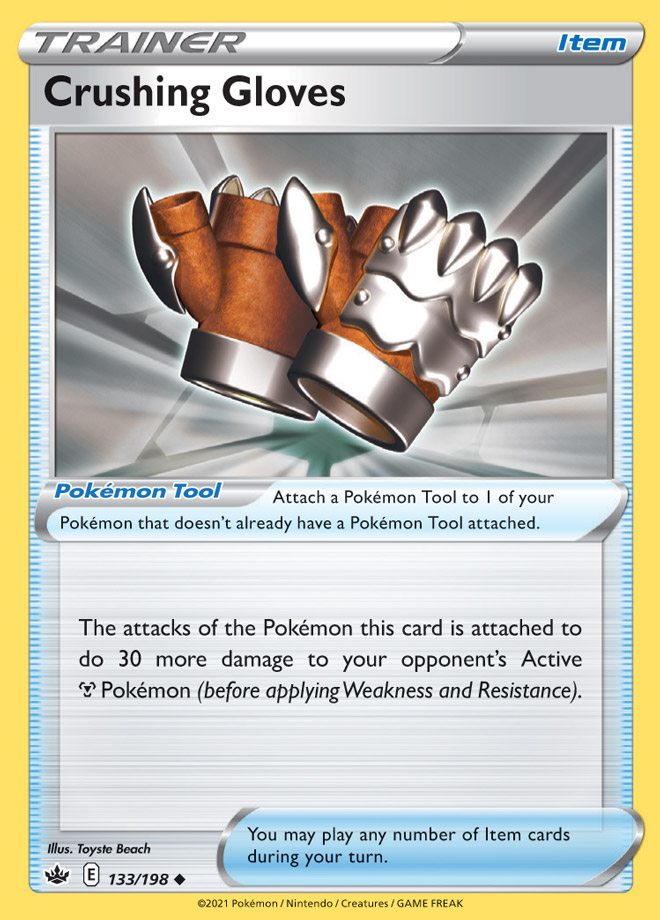 TRAINER
Item
Crushing Gloves
Pokémon Tool
Attach a Pokémon Tool to 1 of your
Pokémon that doesn't already have a Pokémon Tool attached.
The attacks of the Pokémon this card is attached to
do 30 more damage to your opponent's Active
Pokémon (before applying Weakness and Resistance).
Illus. Toyste Beach
You may play any number of Item cards
during your turn.
E 133/198
©2021 Pokémon / Nintendo / Creatures / GAME FREAK